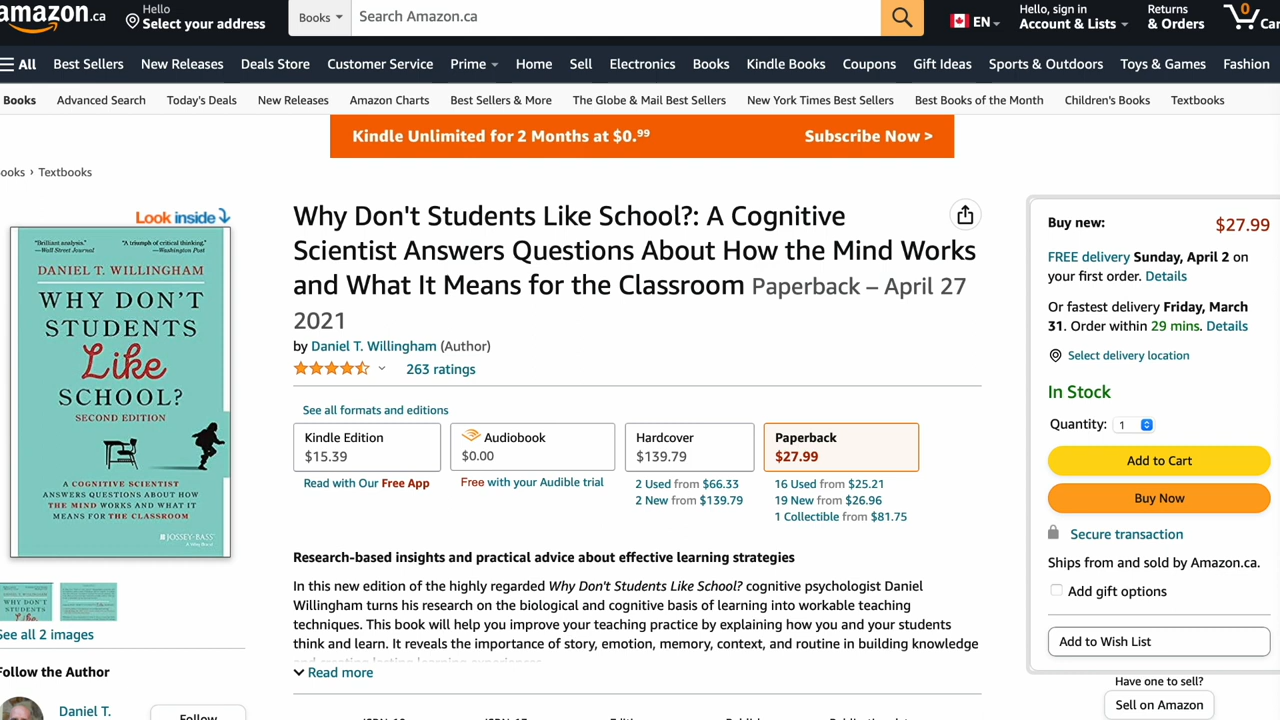 amazon.ca
Hello
Select your address
Books
Search Amazon.ca
EN
Hello, sign in
Account & Lists
Returns
& Orders
0
All
Best Sellers
New Releases
Deals Store
Customer Service
Prime
Home
Sell
Electronics
Books
Kindle Books
Coupons
Gift Ideas
Sports & Outdoors
Toys & Games
Fashion
Books
Advanced Search
Today's Deals
New Releases
Amazon Charts
Best Sellers & More
The Globe & Mail Best Sellers
New York Times Best Sellers
Best Books of the Month
Children's Books
Textbooks
Kindle Unlimited for 2 Months at $0.99
Subscribe Now >
ooks › Textbooks
Look inside
"Brilliant analysis."
—Wall Street Journal
"A triumph of critical thinking."
—Washington Post
DANIEL T. WILLINGHAM
WHY DON'T
STUDENTS
Like
SCHOOL?
SECOND EDITION
A COGNITIVE SCIENTIST
ANSWERS QUESTIONS ABOUT HOW
THE MIND WORKS AND WHAT IT
MEANS FOR THE CLASSROOM
JOSSEY-BASS
A Wiley Brand
See all 2 images
Follow the Author
Daniel T.
Follow
Why Don't Students Like School?: A Cognitive
Scientist Answers Questions About How the Mind Works
and What It Means for the Classroom Paperback – April 27
2021
by Daniel T. Willingham (Author)
263 ratings
See all formats and editions
Kindle Edition
$15.39
Read with Our Free App
Audiobook
$0.00
Free with your Audible trial
Hardcover
$139.79
2 Used from $66.33
2 New from $139.79
Paperback
$27.99
16 Used from $25.21
19 New from $26.96
1 Collectible from $81.75
Research-based insights and practical advice about effective learning strategies
In this new edition of the highly regarded Why Don't Students Like School? cognitive psychologist Daniel
Willingham turns his research on the biological and cognitive basis of learning into workable teaching
techniques. This book will help you improve your teaching practice by explaining how you and your students
think and learn. It reveals the importance of story, emotion, memory, context, and routine in building knowledge
Read more
Buy new:
$27.99
FREE delivery Sunday, April 2 on
your first order. Details
Or fastest delivery Friday, March
31. Order within 29 mins. Details
Select delivery location
In Stock
Quantity: 1
Add to Cart
Buy Now
Secure transaction
Ships from and sold by Amazon.ca.
Add gift options
Add to Wish List
Have one to sell?
Sell on Amazon